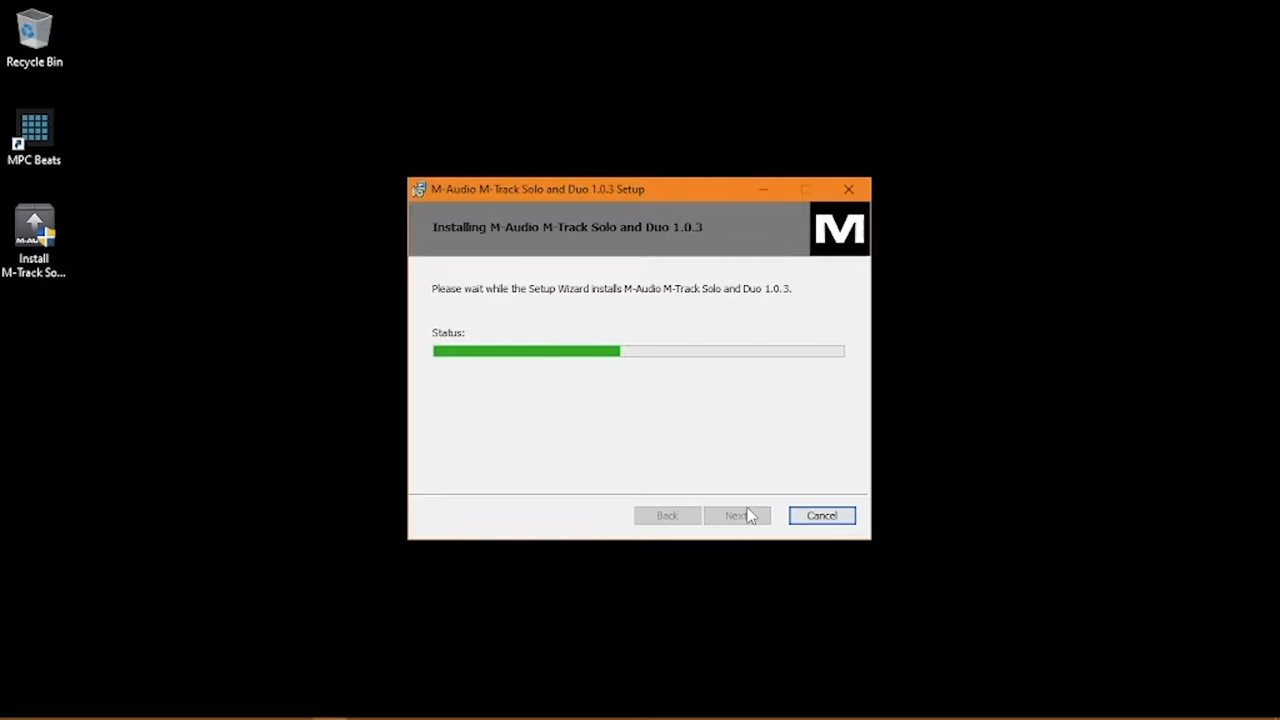 Recycle Bin
MPC Beats
M-AU
Install
M-Track So...
M-Audio M-Track Solo and Duo 1.0.3 Setup
Installing M-Audio M-Track Solo and Duo 1.0.3
M
Please wait while the Setup Wizard installs M-Audio M-Track Solo and Duo 1.0.3.
Status:
Back
Next
Cancel